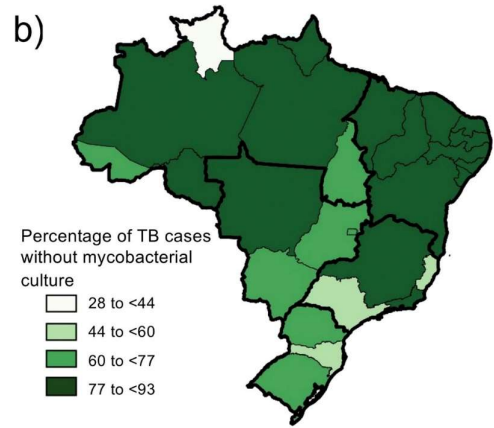 b)
Percentage of TB cases
without mycobacterial
culture
28 to <44
44 to <60
60 to <77
77 to <93